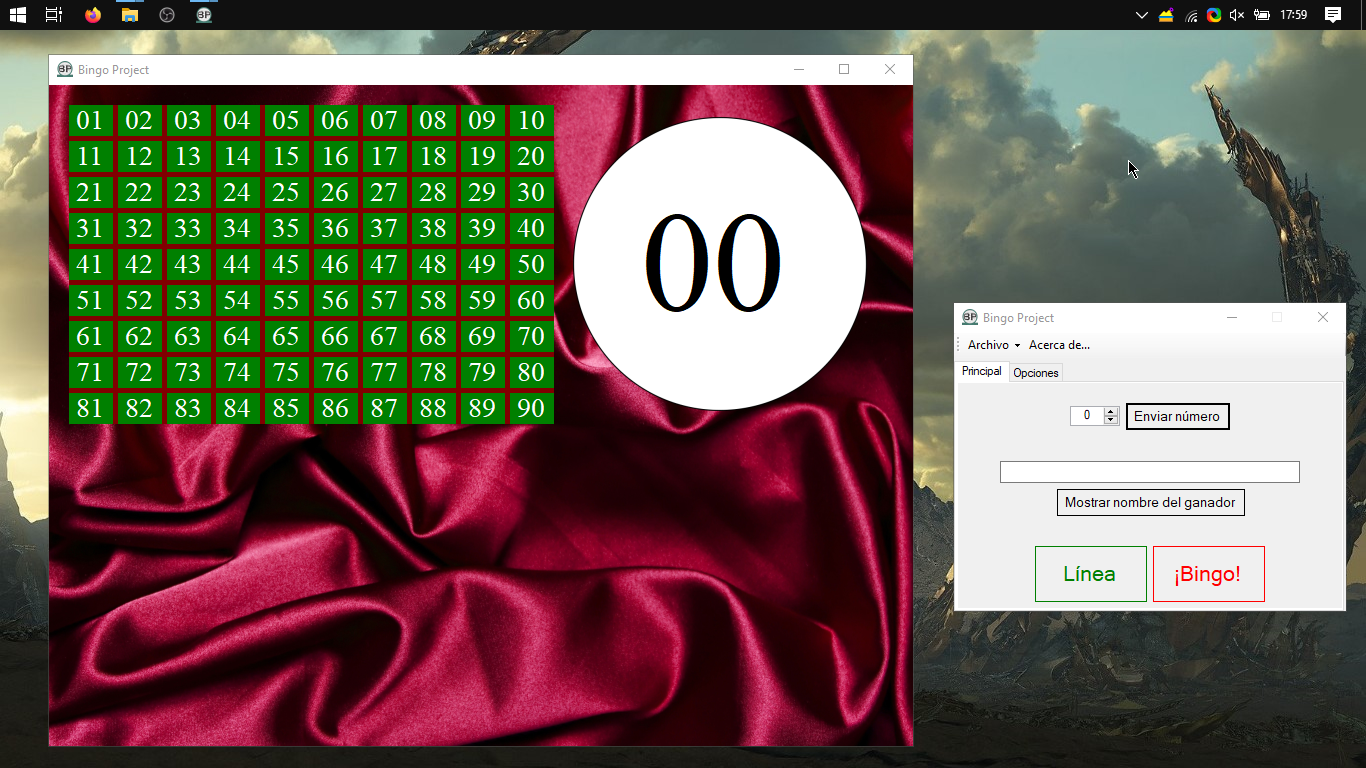 17:59
BP Bingo Project
01 02 03 04 05 06 07 08 09 10
11 12 13 14 15 16 17 18 19 20
21 22 23 24 25 26 27 28 29 30
31 32 33 34 35 36 37 38 39 40
41 42 43 44 45 46 47 48 49 50
51 52 53 54 55 56 57 58 59 60
61 62 63 64 65 66 67 68 69 70
71 72 73 74 75 76 77 78 79 80
81 82 83 84 85 86 87 88 89 90
00
BP Bingo Project
Archivo Acerca de...
Principal Opciones
0 Enviar número
Mostrar nombre del ganador
Línea ¡Bingo!